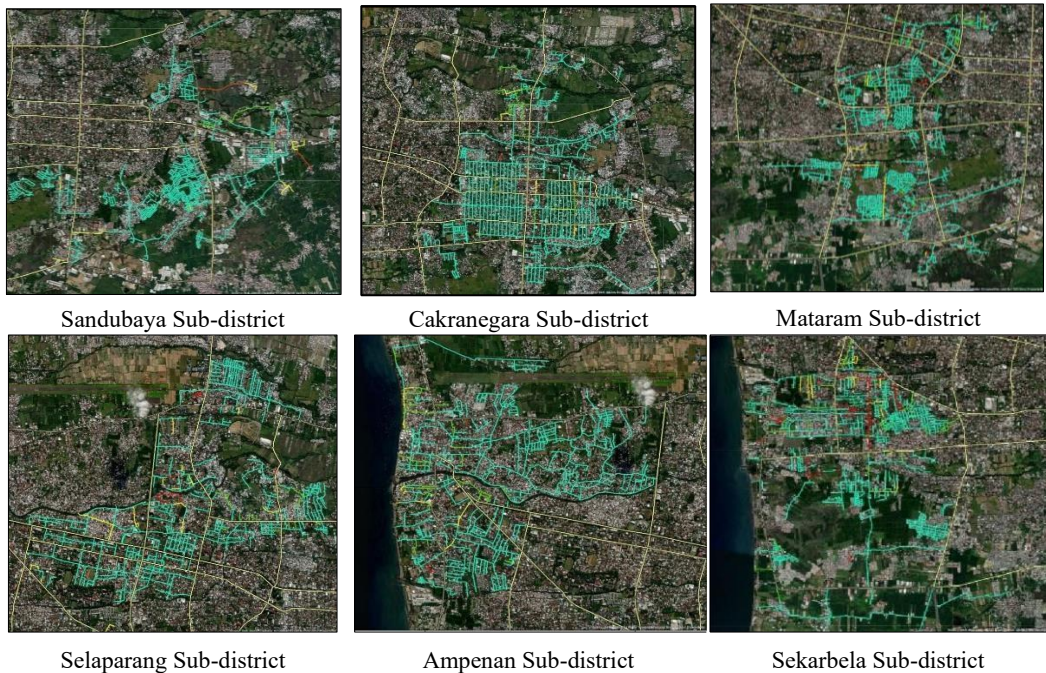 Sandubaya Sub-district
Cakranegara Sub-district
Mataram Sub-district
Selaparang Sub-district
Ampenan Sub-district
Sekarbela Sub-district